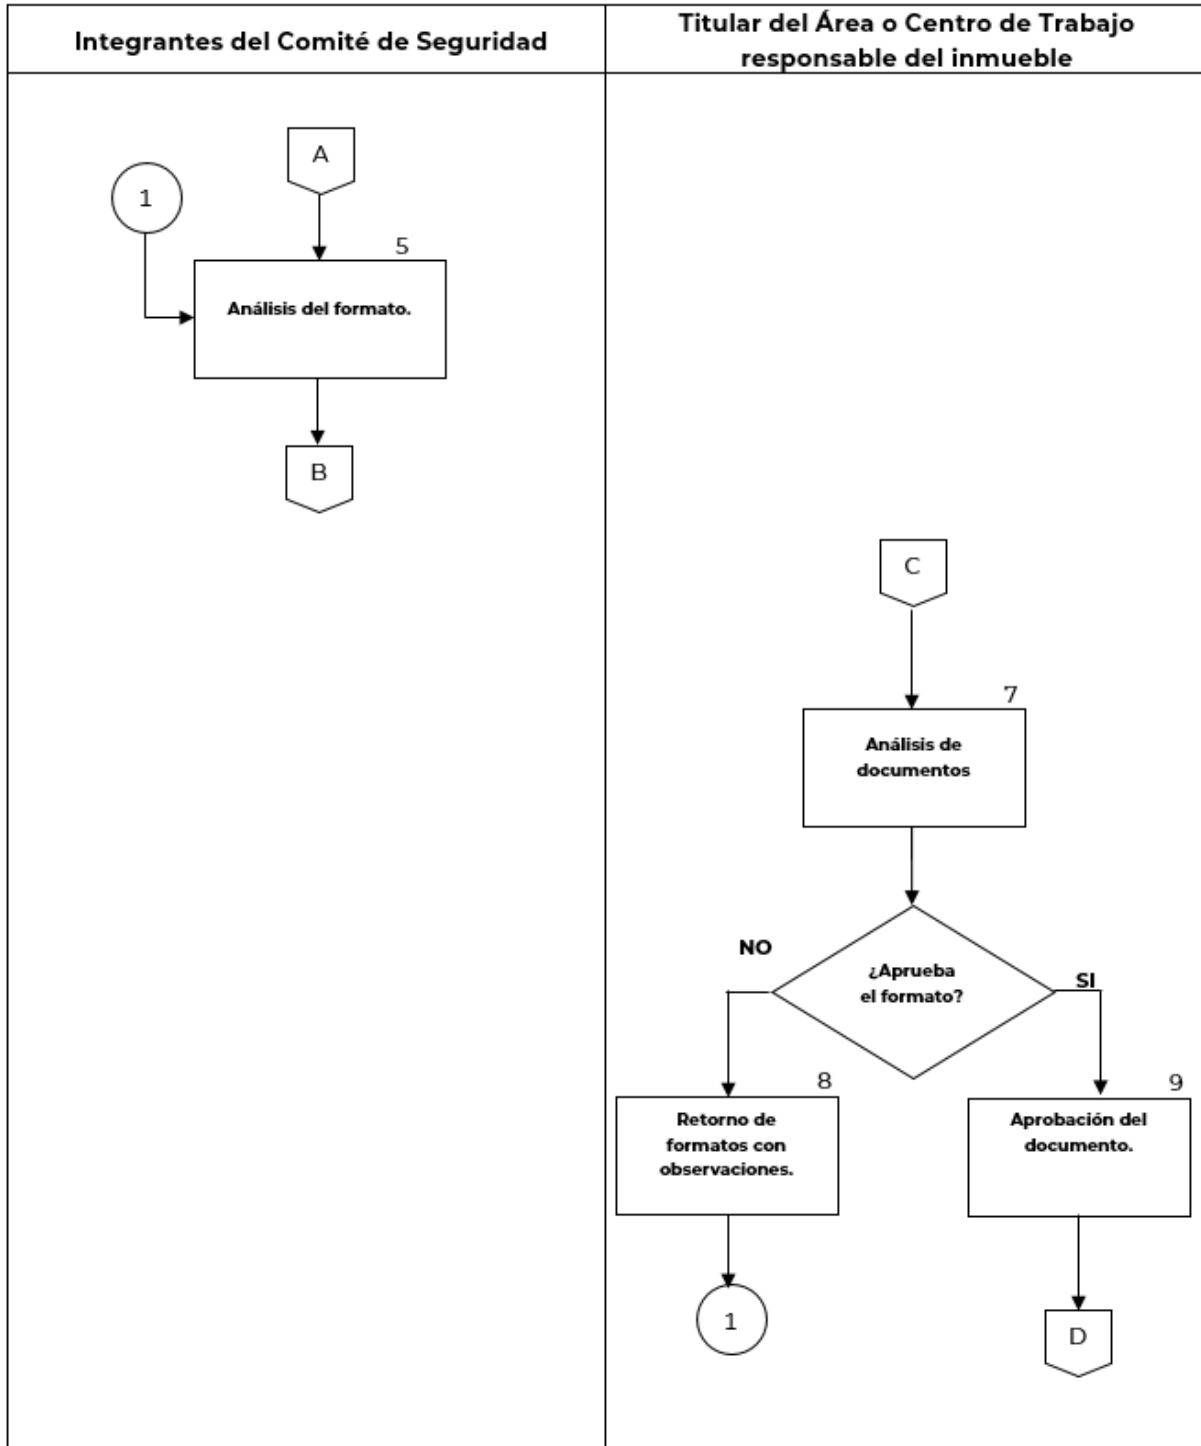 Integrantes del Comité de Seguridad
Titular del Área o Centro de Trabajo
responsable del inmueble
A
1
5
Análisis del formato.
B
C
7
Análisis de
documentos
NO
¿Aprueba
el formato?
SI
8
Retorno de
formatos con
observaciones.
9
Aprobación del
documento.
1
D